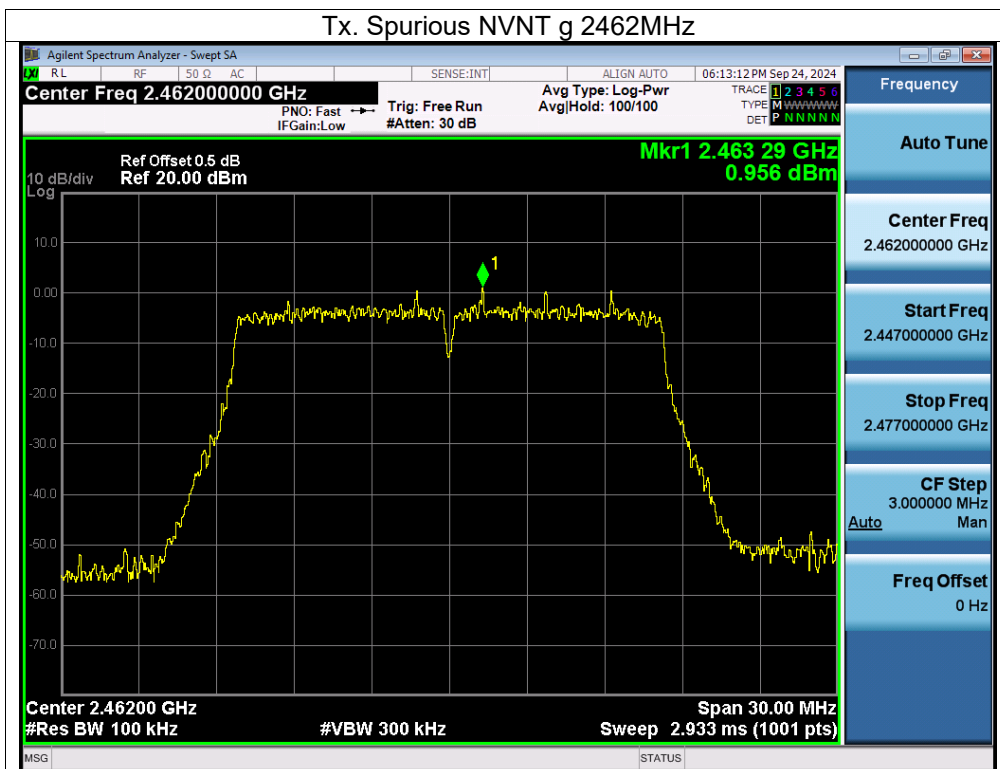 Tx. Spurious NVNT g 2462MHz
Agilent Spectrum Analyzer - Swept SA
LXI RL RF 50 Ω AC SENSE:INT ALIGN AUTO 06:13:12 PM Sep 24, 2024
Center Freq 2.462000000 GHz
PNO: Fast
IFGain:Low
Trig: Free Run
#Atten: 30 dB
Avg Type: Log-Pwr
Avg|Hold: 100/100
TRACE 1 2 3 4 5 6
TYPE M WWWWW
DET P N N N N N
Ref Offset 0.5 dB
10 dB/div Ref 20.00 dBm
Log
Mkr1 2.463 29 GHz
0.956 dBm
10.0
0.00
-10.0
-20.0
-30.0
-40.0
-50.0
-60.0
-70.0
1
Center 2.46200 GHz
#Res BW 100 kHz
#VBW 300 kHz
Span 30.00 MHz
Sweep 2.933 ms (1001 pts)
MSG
STATUS
Frequency
Auto Tune
Center Freq
2.462000000 GHz
Start Freq
2.447000000 GHz
Stop Freq
2.477000000 GHz
CF Step
3.000000 MHz
Auto Man
Freq Offset
0 Hz